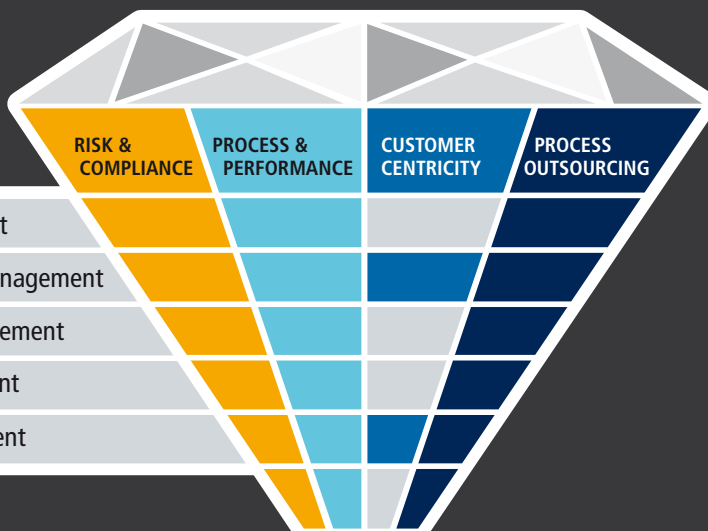 RISK &
COMPLIANCE
PROCESS &
PERFORMANCE
CUSTOMER
CENTRICITY
PROCESS
OUTSOURCING
t
nagement
ement
nt
ent